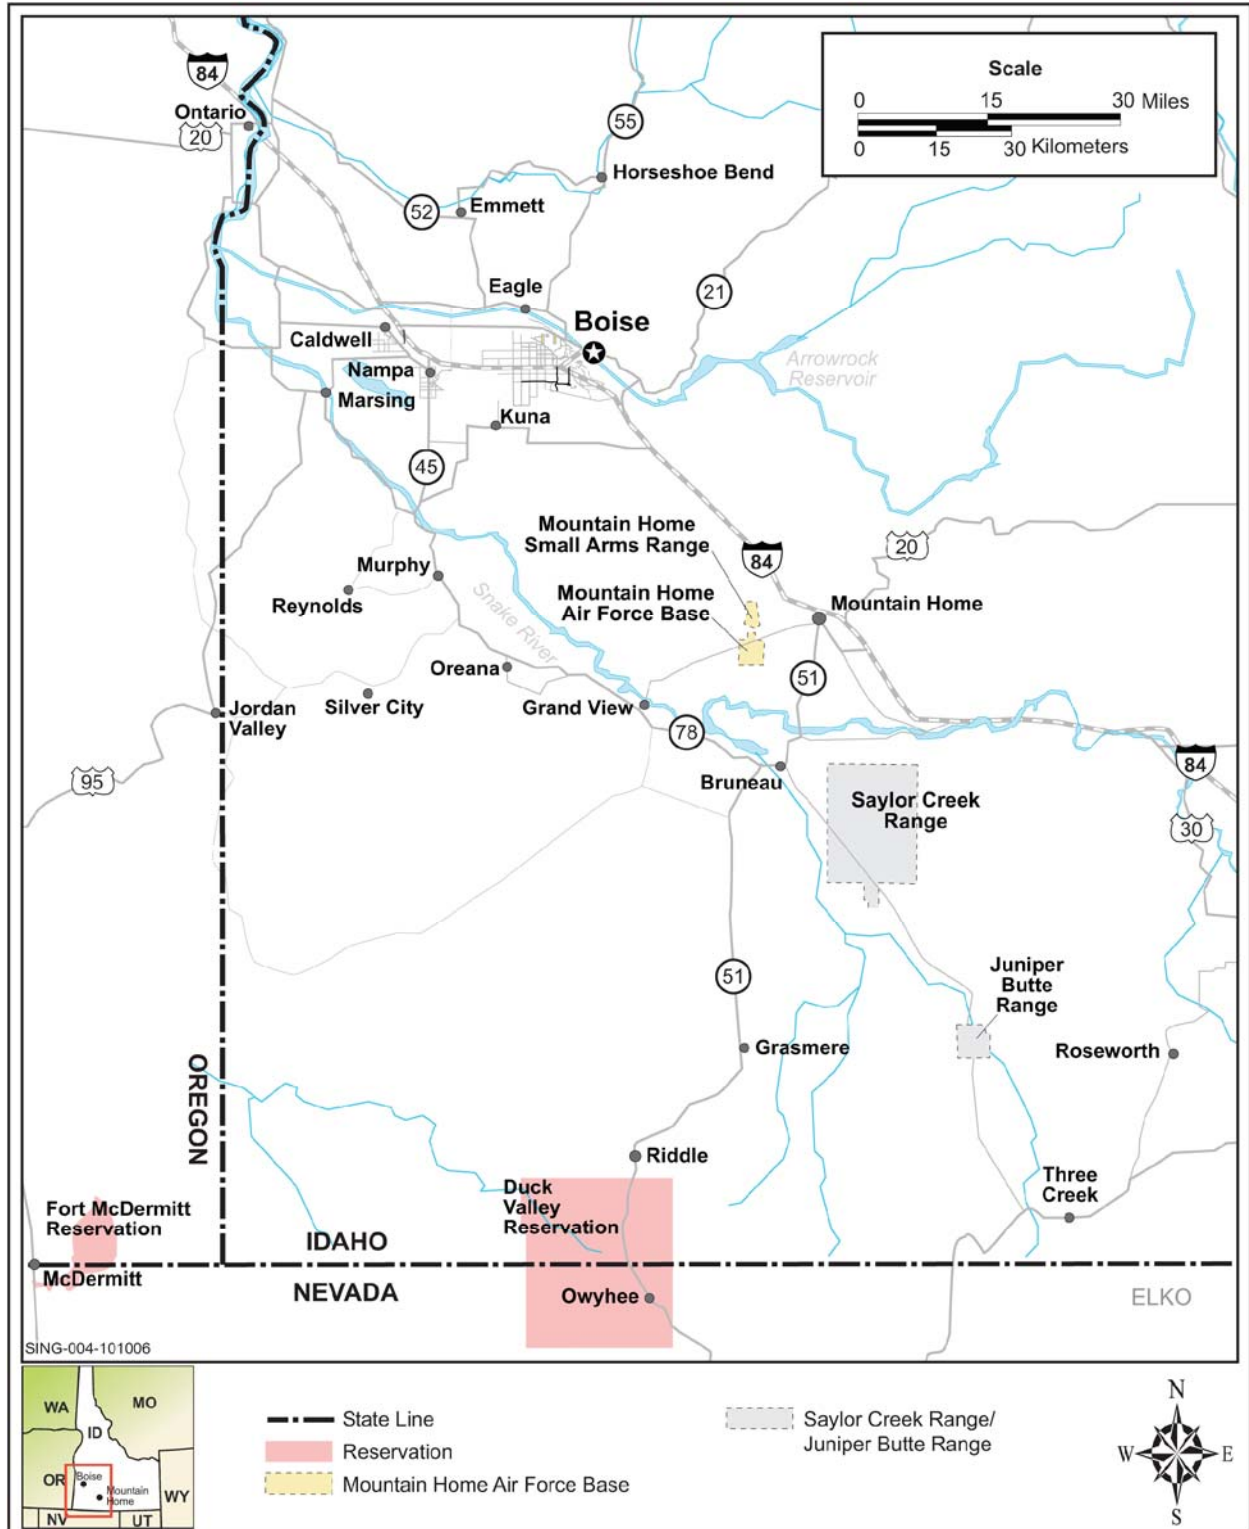 Scale
0 15 30 Miles
0 15 30 Kilometers
84
Ontario
20
55
Horseshoe Bend
52
Emmett
21
Eagle
Boise
Caldwell
Arrowrock
Reservoir
Nampa
Marsing
Kuna
45
Mountain Home
Small Arms Range
84
20
Murphy
Reynolds
Snake River
Mountain Home
Air Force Base
Mountain Home
Oreana
51
Silver City
Grand View
Jordan
Valley
78
95
Bruneau
84
Saylor Creek
Range
30
51
Juniper
Butte
Range
Grasmere
Roseworth
OREGON
Riddle
Duck
Valley
Reservation
Three
Creek
Fort McDermitt
Reservation
IDAHO
McDermitt
NEVADA
Owyhee
ELKO
SING-004-101006
WA
MO
ID
OR
Boise
Mountain
Home
WY
NV
UT
State Line
Reservation
Mountain Home Air Force Base
Saylor Creek Range/
Juniper Butte Range
N
W E
S